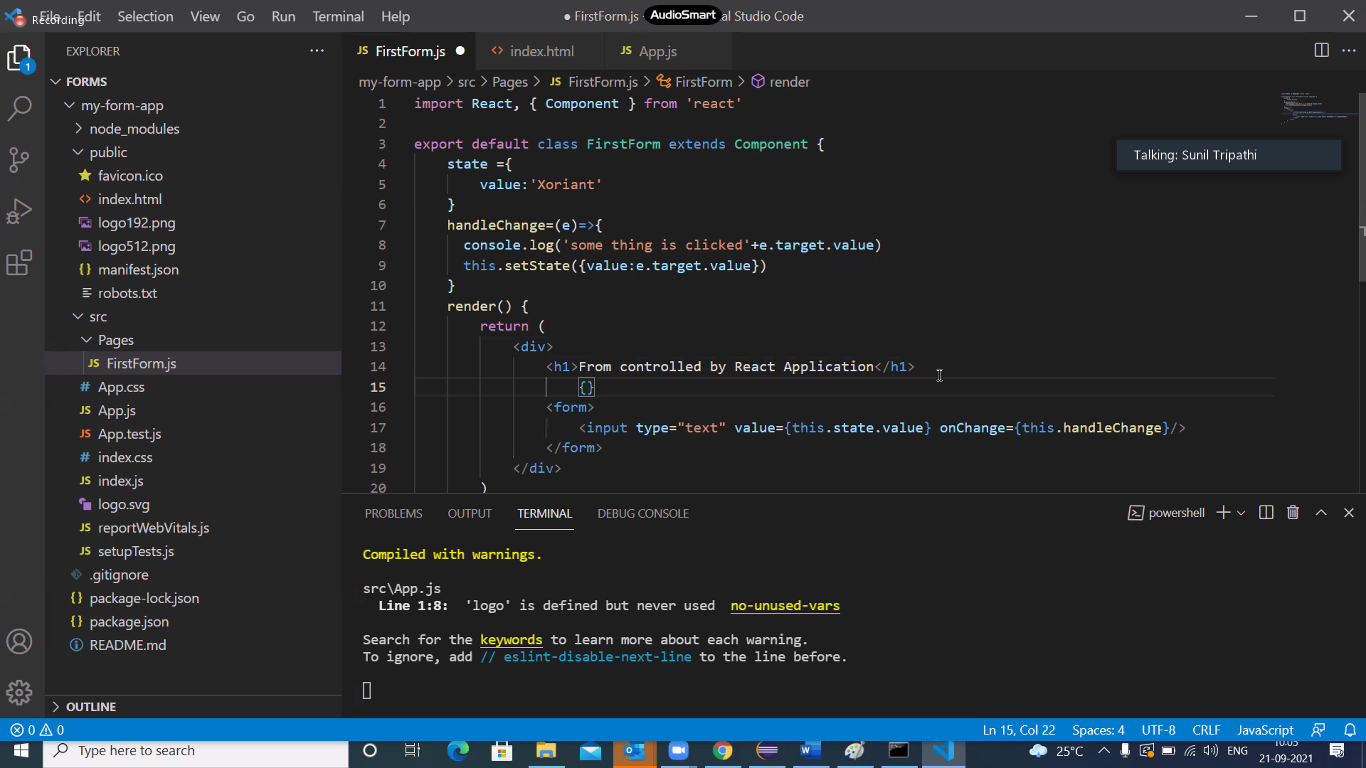 Recording
File Edit Selection View Go Run Terminal Help
● FirstForm.js
AudioSmart
al Studio Code
EXPLORER
FORMS
my-form-app
node_modules
public
favicon.ico
index.html
logo192.png
logo512.png
manifest.json
robots.txt
src
Pages
FirstForm.js
App.css
App.js
App.test.js
index.css
index.js
logo.svg
reportWebVitals.js
setupTests.js
.gitignore
package-lock.json
package.json
README.md
OUTLINE
1
JS FirstForm.js ● <> index.html JS App.js
my-form-app > src > Pages > JS FirstForm.js > FirstForm > render
1 import React, { Component } from 'react'
2
3 export default class FirstForm extends Component {
4 state ={
5 value:'Xoriant'
6 }
7 handleChange=(e)=>{
8 console.log('some thing is clicked'+e.target.value)
9 this.setState({value:e.target.value})
10 }
11 render() {
12 return (
13 <div>
14 <h1>From controlled by React Application</h1>
15 {}
16 <form>
17 <input type="text" value={this.state.value} onChange={this.handleChange}/>
18 </form>
19 </div>
20 )
Talking: Sunil Tripathi
PROBLEMS OUTPUT TERMINAL DEBUG CONSOLE
powershell
Compiled with warnings.
src\App.js
Line 1:8: 'logo' is defined but never used no-unused-vars
Search for the keywords to learn more about each warning.
To ignore, add // eslint-disable-next-line to the line before.
0 0
Ln 15, Col 22 Spaces: 4 UTF-8 CRLF JavaScript
Type here to search
25°C
ENG
10:05
21-09-2021